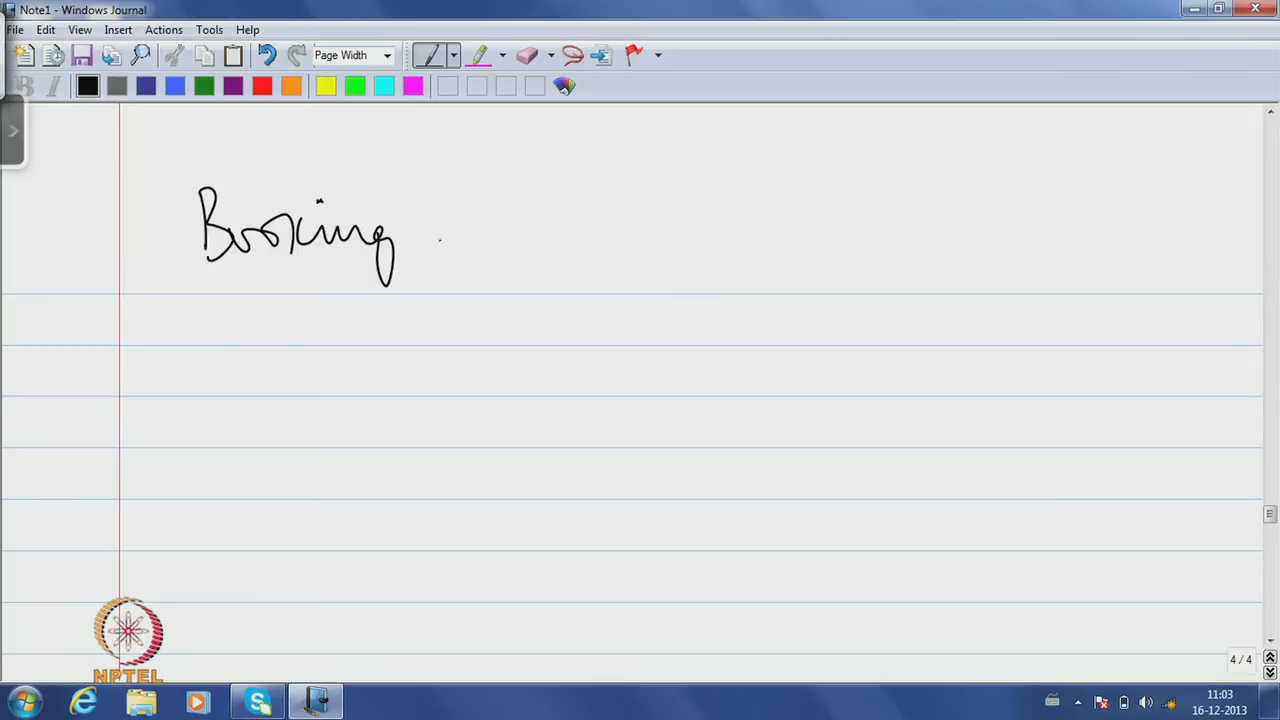 Note1 - Windows Journal
File Edit View Insert Actions Tools Help
Page Width
B I
Booking
NPTEL
4 / 4
11:03
16-12-2013